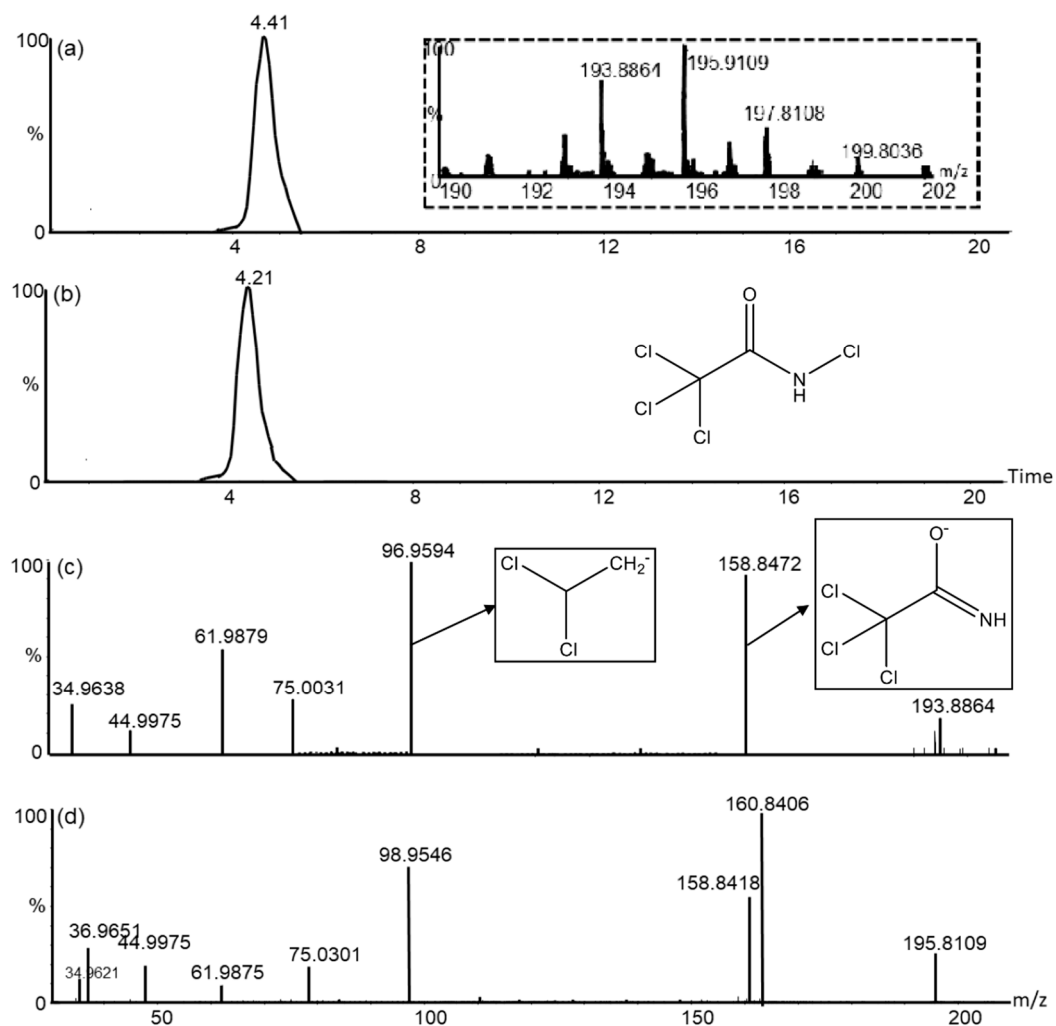 4.41
100
(a)
%
0
4
8
12
16
20
100
%
0
193.8864
195.9109
197.8108
199.8036
m/z
190
192
194
196
198
200
202
4.21
100
(b)
%
0
4
8
12
16
20
Time
O
Cl
Cl
Cl
N
H
Cl
100
(c)
%
0
34.9638
44.9975
61.9879
75.0031
96.9594
158.8472
193.8864
Cl
CH2-
Cl
O-
Cl
Cl
Cl
NH
100
(d)
%
0
34.9621
36.9651
44.9975
61.9875
75.0301
98.9546
158.8418
160.8406
195.8109
50
100
150
200
m/z